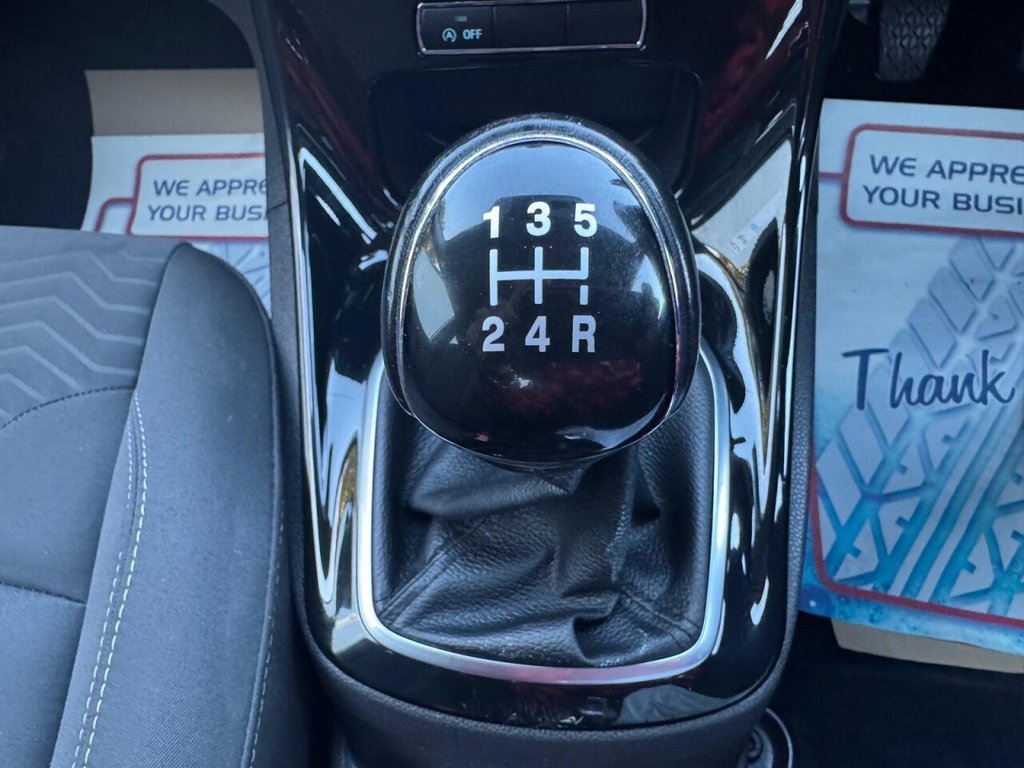 OFF
WE APPRE
YOUR BUSI
1 3 5
2 4 R
WE APPRE
YOUR BUSI
Thank